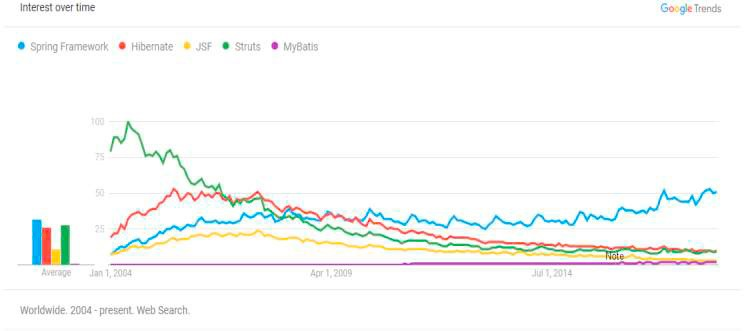 Interest over time
Google Trends
Spring Framework Hibernate JSF Struts MyBatis
100
75
50
25
Note
Average Jan 1, 2004 Apr 1, 2009 Jul 1, 2014
Worldwide. 2004 - present. Web Search.